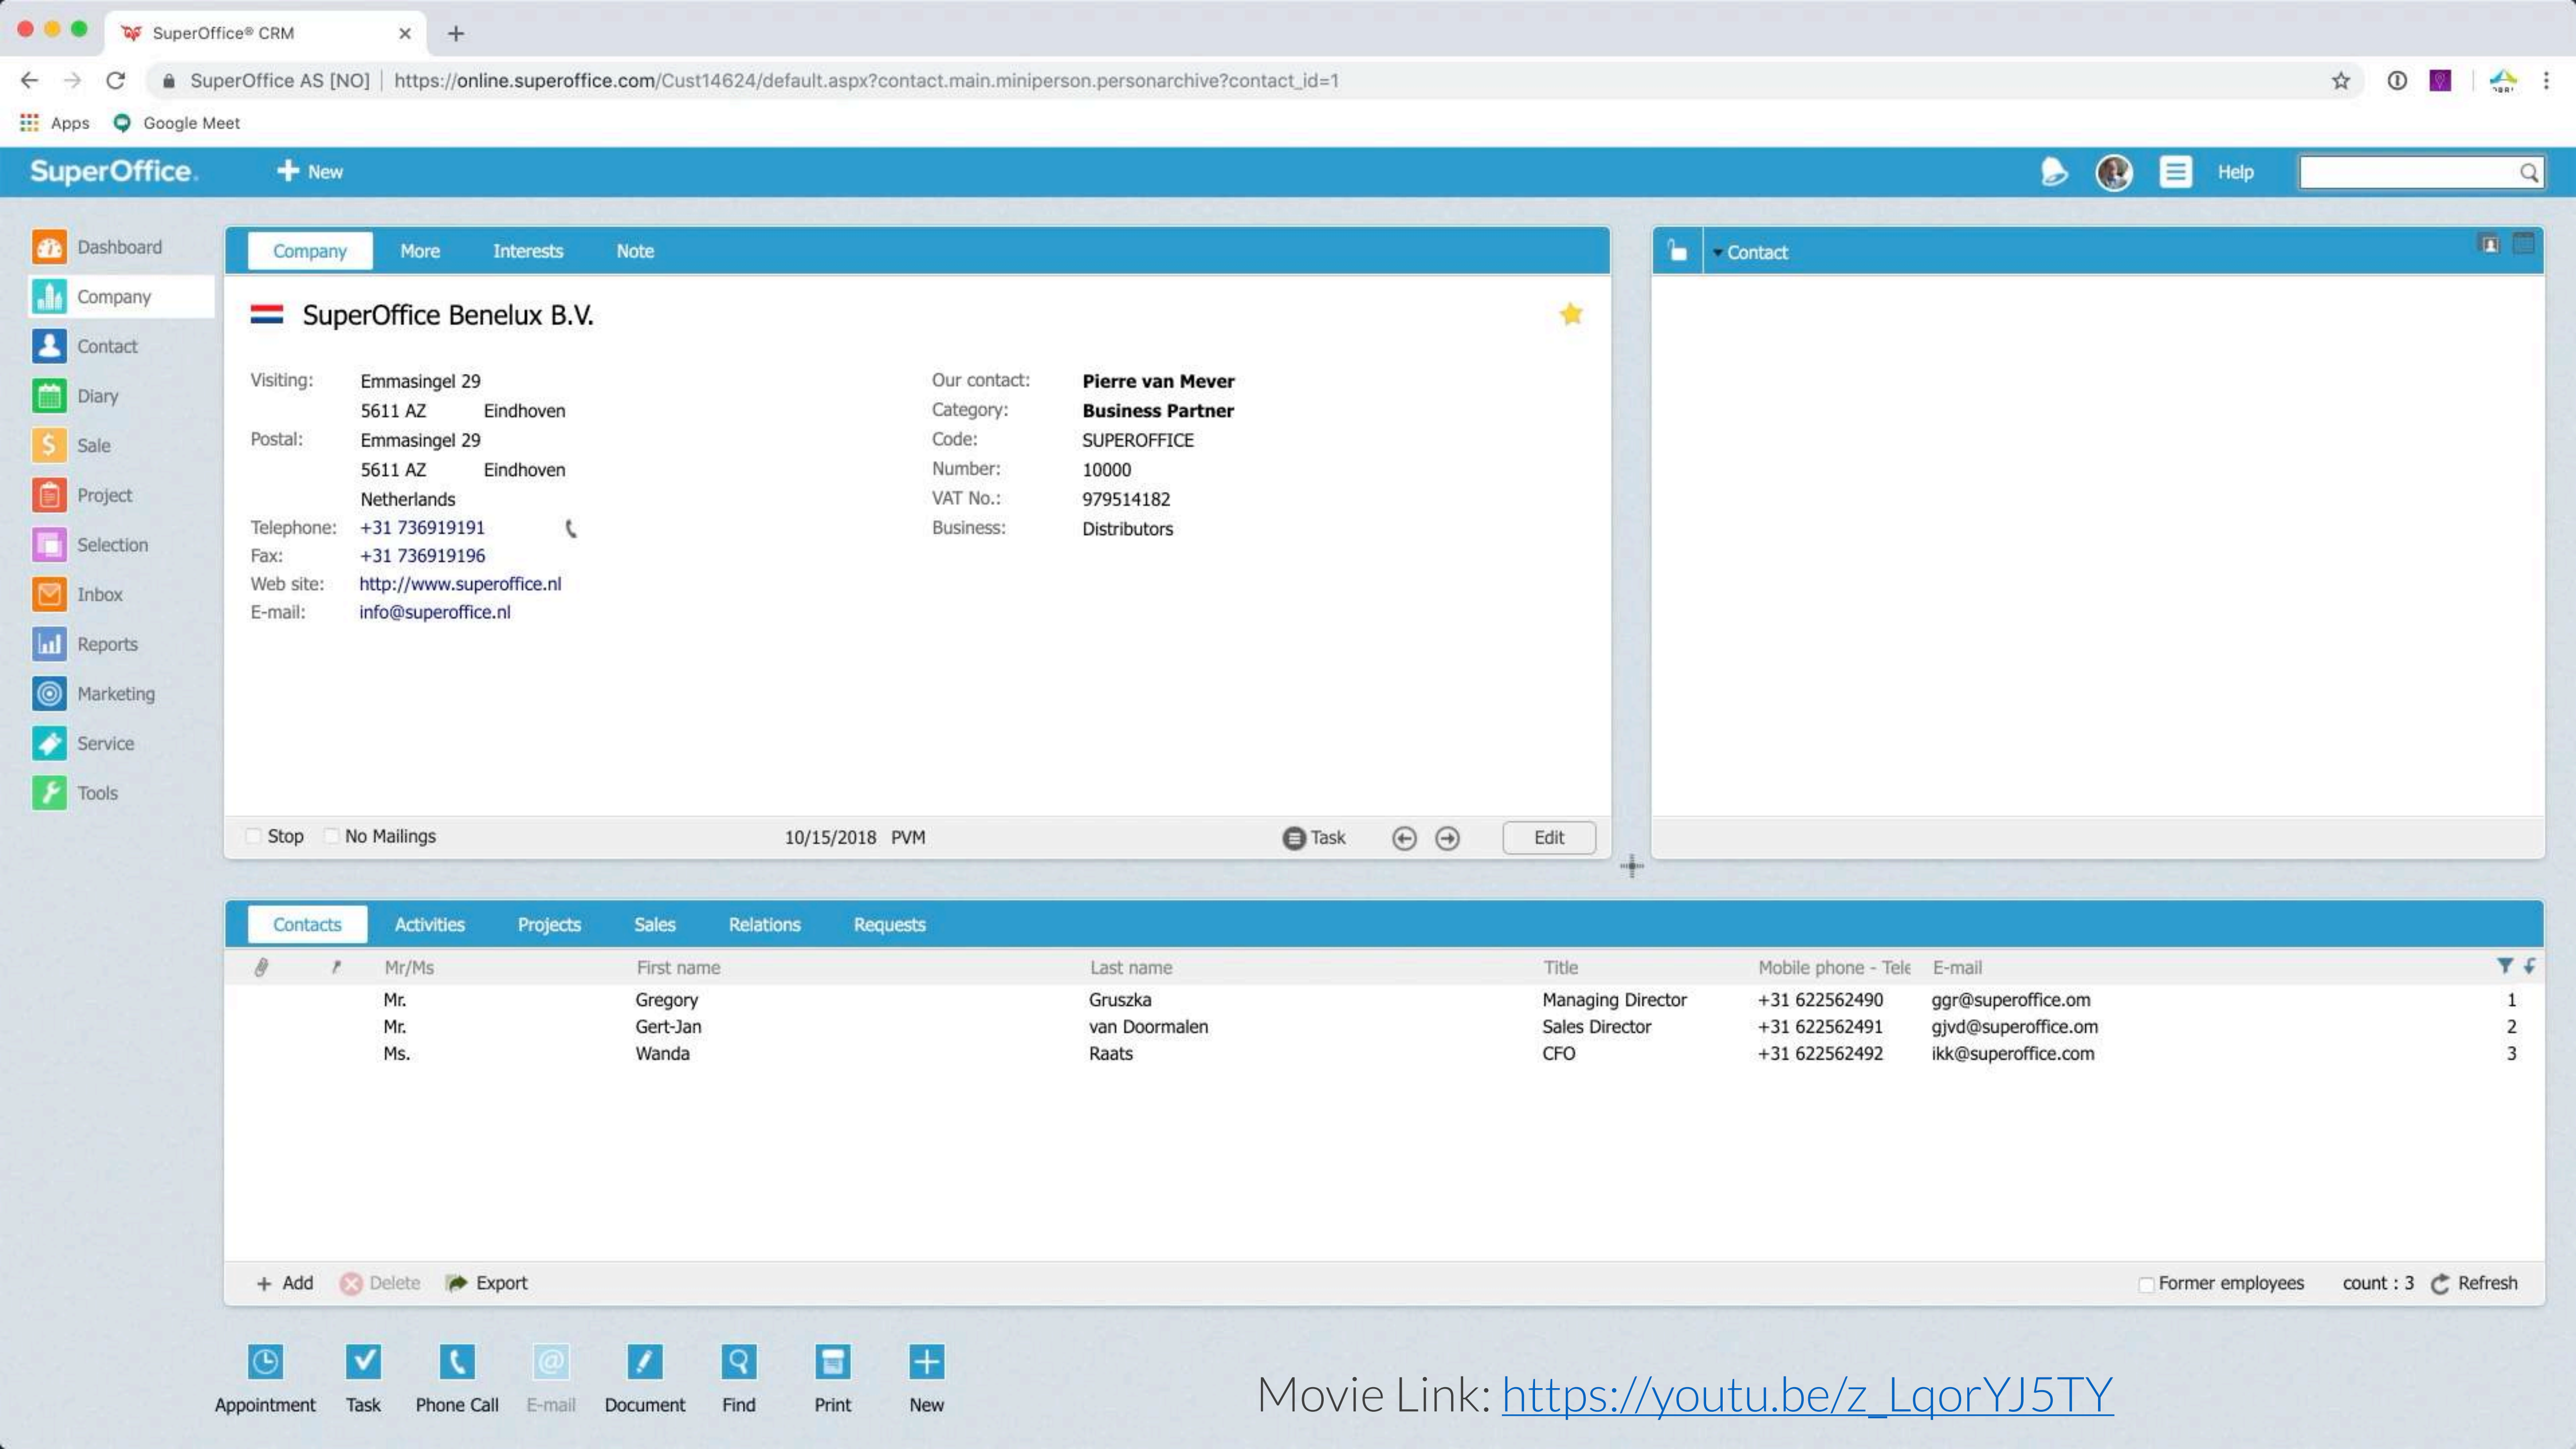 SuperOffice® CRM
SuperOffice AS [NO] | https://online.superoffice.com/Cust14624/default.aspx?contact.main.miniperson.personarchive?contact_id=1
Apps Google Meet
SuperOffice. New Help
Dashboard
Company
Contact
Diary
Sale
Project
Selection
Inbox
Reports
Marketing
Service
Tools
Company More Interests Note
SuperOffice Benelux B.V.
Visiting: Emmasingel 29
5611 AZ Eindhoven
Postal: Emmasingel 29
5611 AZ Eindhoven
Netherlands
Telephone: +31 736919191
Fax: +31 736919196
Web site: http://www.superoffice.nl
E-mail: info@superoffice.nl
Our contact: Pierre van Mever
Category: Business Partner
Code: SUPEROFFICE
Number: 10000
VAT No.: 979514182
Business: Distributors
Stop No Mailings 10/15/2018 PVM Task Edit
Contact
Contacts Activities Projects Sales Relations Requests
Mr/Ms First name Last name Title Mobile phone - Tele E-mail
Mr. Gregory Gruszka Managing Director +31 622562490 ggr@superoffice.om 1
Mr. Gert-Jan van Doormalen Sales Director +31 622562491 gjvd@superoffice.om 2
Ms. Wanda Raats CFO +31 622562492 ikk@superoffice.com 3
+ Add Delete Export Former employees count : 3 Refresh
Appointment Task Phone Call E-mail Document Find Print New
Movie Link: https://youtu.be/z_LqorYJ5TY